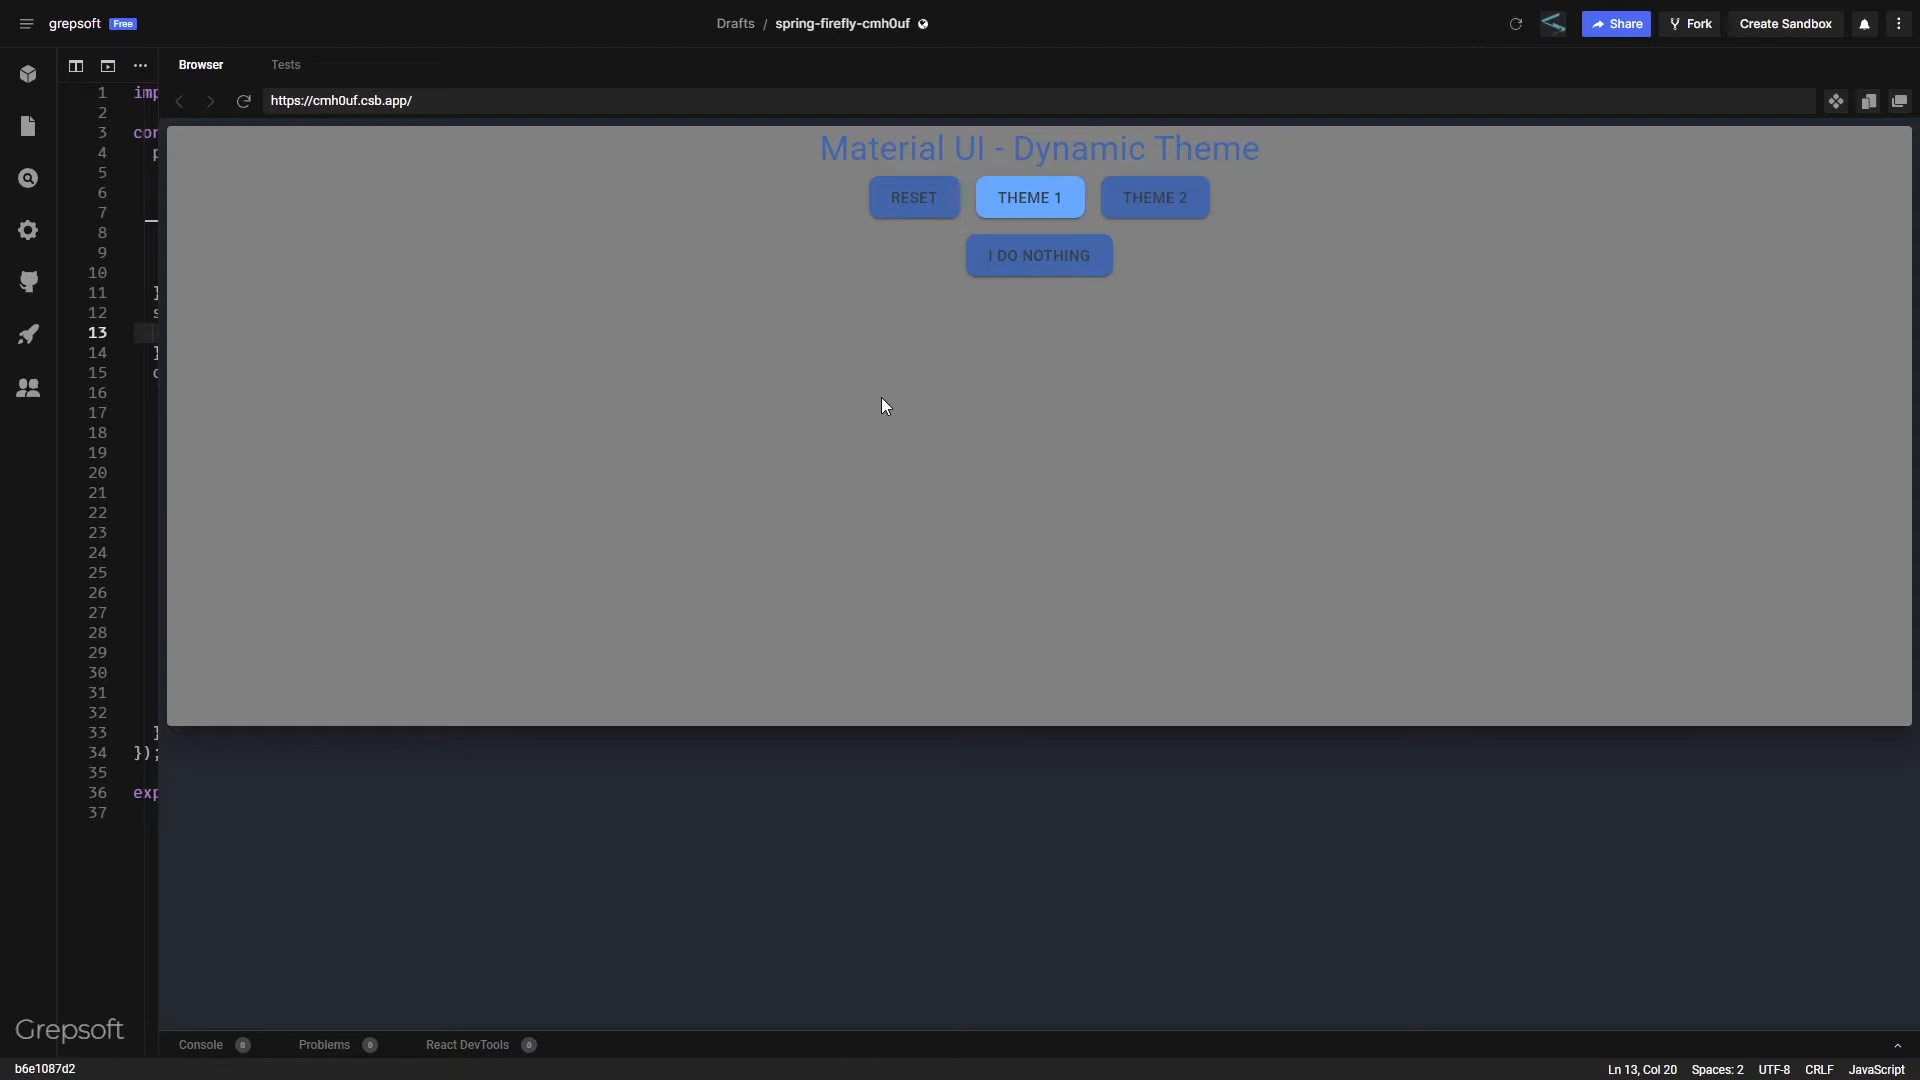 grepsoft Free
Drafts / spring-firefly-cmh0uf
Share
Fork
Create Sandbox
Browser
Tests
https://cmh0uf.csb.app/
1 imp
2
3 cor
4 p
5
6
7
8
9
10
11 }
12 s
13
14 }
15 c
16
17
18
19
20
21
22
23
24
25
26
27
28
29
30
31
32
33 }
34 });
35
36 exp
37
Material UI - Dynamic Theme
RESET
THEME 1
THEME 2
I DO NOTHING
Grepsoft
Console 0
Problems 0
React DevTools 0
b6e1087d2
Ln 13, Col 20
Spaces: 2
UTF-8
CRLF
JavaScript